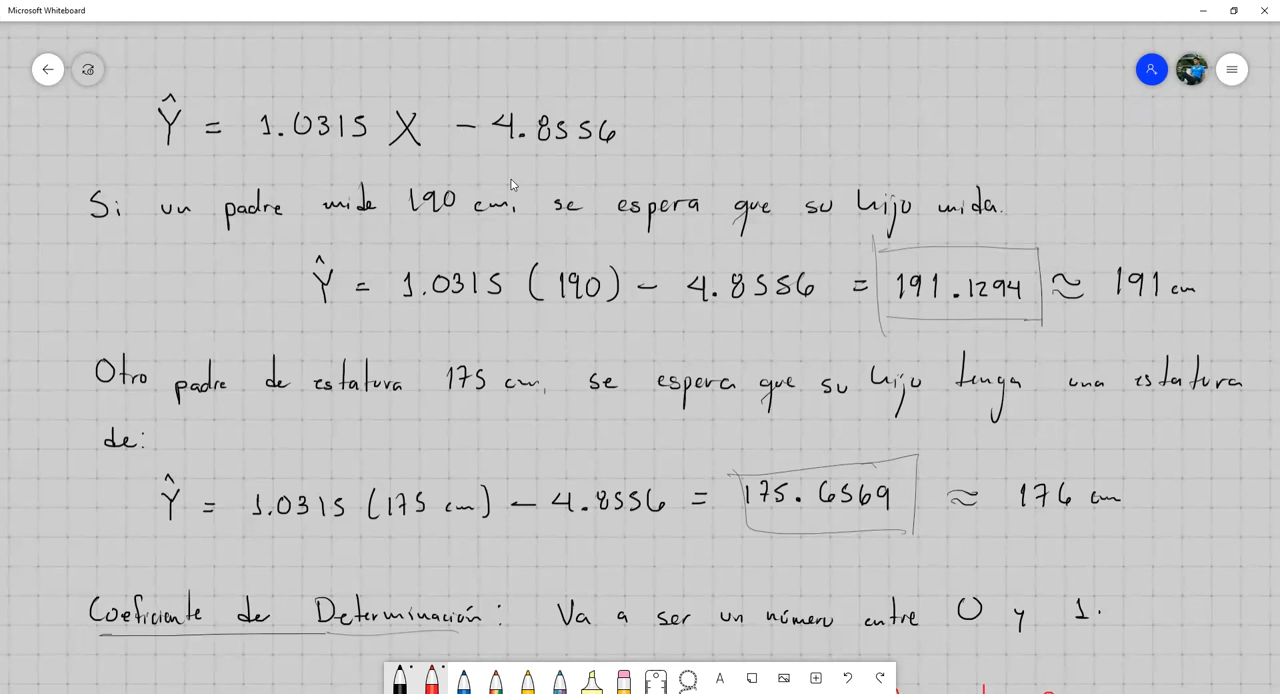 Microsoft Whiteboard
Ŷ = 1.0315 X - 4.8556
Si un padre mide 190 cm, se espera que su hijo mida.
Ŷ = 1.0315 (190) - 4.8556 = 191.1294 ≈ 191 cm
Otro padre de estatura 175 cm, se espera que su hijo tenga una estatura
de:
Ŷ = 1.0315 (175 cm) - 4.8556 = 175.6569 ≈ 176 cm
Coeficiente de Determinación: Va a ser un número entre 0 y 1.
A